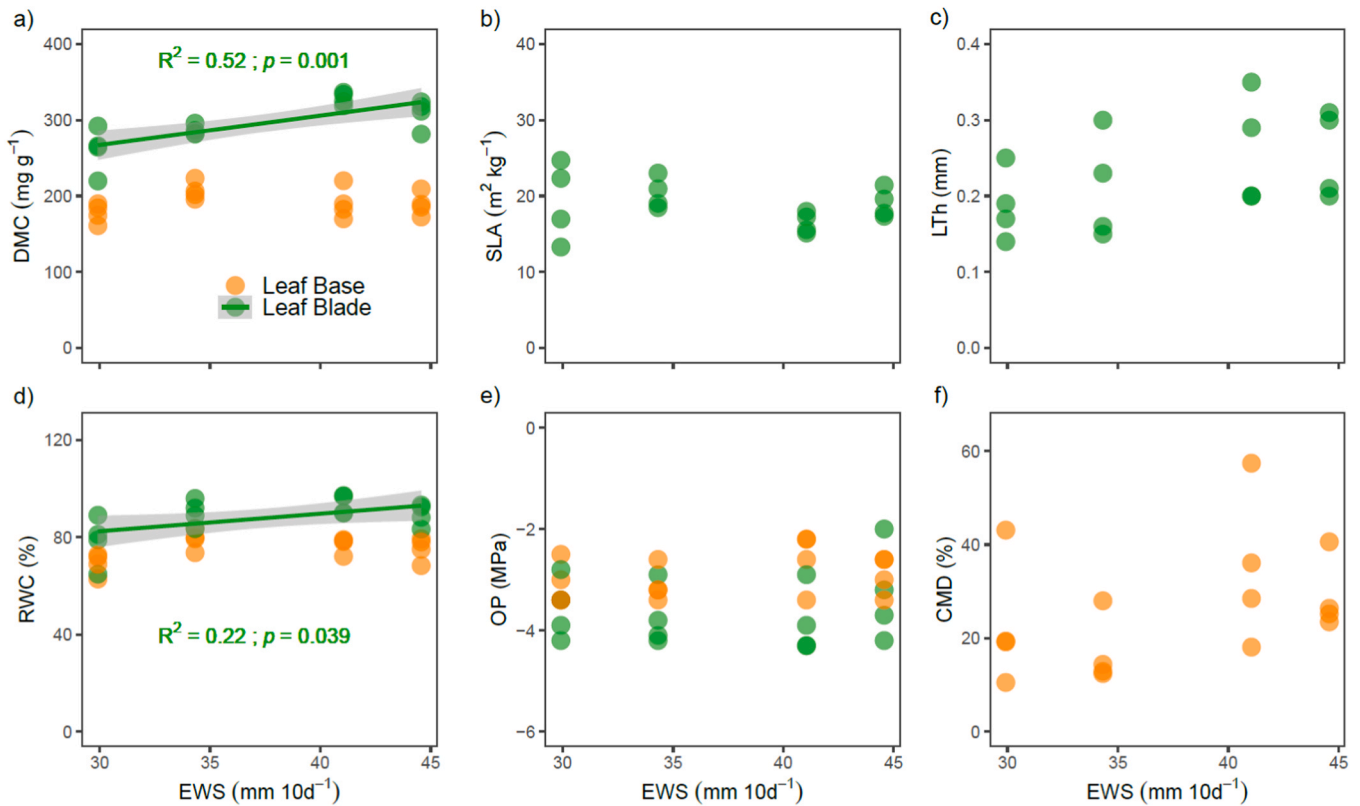 a)
400
300
200
100
0
DMC (mg g⁻¹)
R² = 0.52 ; p = 0.001
Leaf Base
Leaf Blade
b)
40
30
20
10
0
SLA (m² kg⁻¹)
c)
0.4
0.3
0.2
0.1
0.0
LTh (mm)
d)
120
80
40
0
RWC (%)
R² = 0.22 ; p = 0.039
30 35 40 45
EWS (mm 10d⁻¹)
e)
0
−2
−4
−6
OP (MPa)
30 35 40 45
EWS (mm 10d⁻¹)
f)
60
40
20
0
CMD (%)
30 35 40 45
EWS (mm 10d⁻¹)